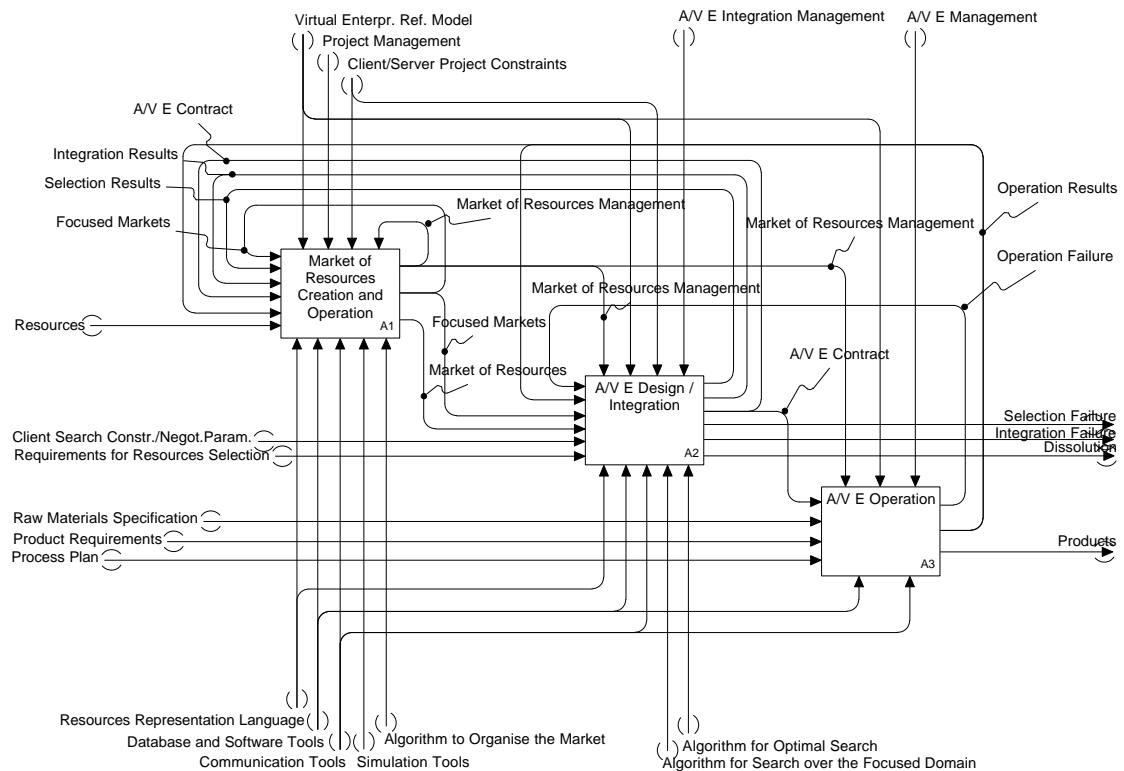 Virtual Enterpr. Ref. Model
A/V E Integration Management
A/V E Management
Project Management
Client/Server Project Constraints
A/V E Contract
Integration Results
Selection Results
Focused Markets
Market of Resources Management
Operation Results
Market of Resources Management
Operation Failure
Market of
Resources
Creation and
Operation
A1
Market of Resources Management
Resources
Focused Markets
A/V E Contract
Market of Resources
A/V E Design /
Integration
A2
Selection Failure
Integration Failure
Dissolution
Client Search Constr./Negot.Param.
Requirements for Resources Selection
A/V E Operation
A3
Raw Materials Specification
Product Requirements
Process Plan
Products
Resources Representation Language
Database and Software Tools
Communication Tools
Simulation Tools
Algorithm to Organise the Market
Algorithm for Optimal Search
Algorithm for Search over the Focused Domain